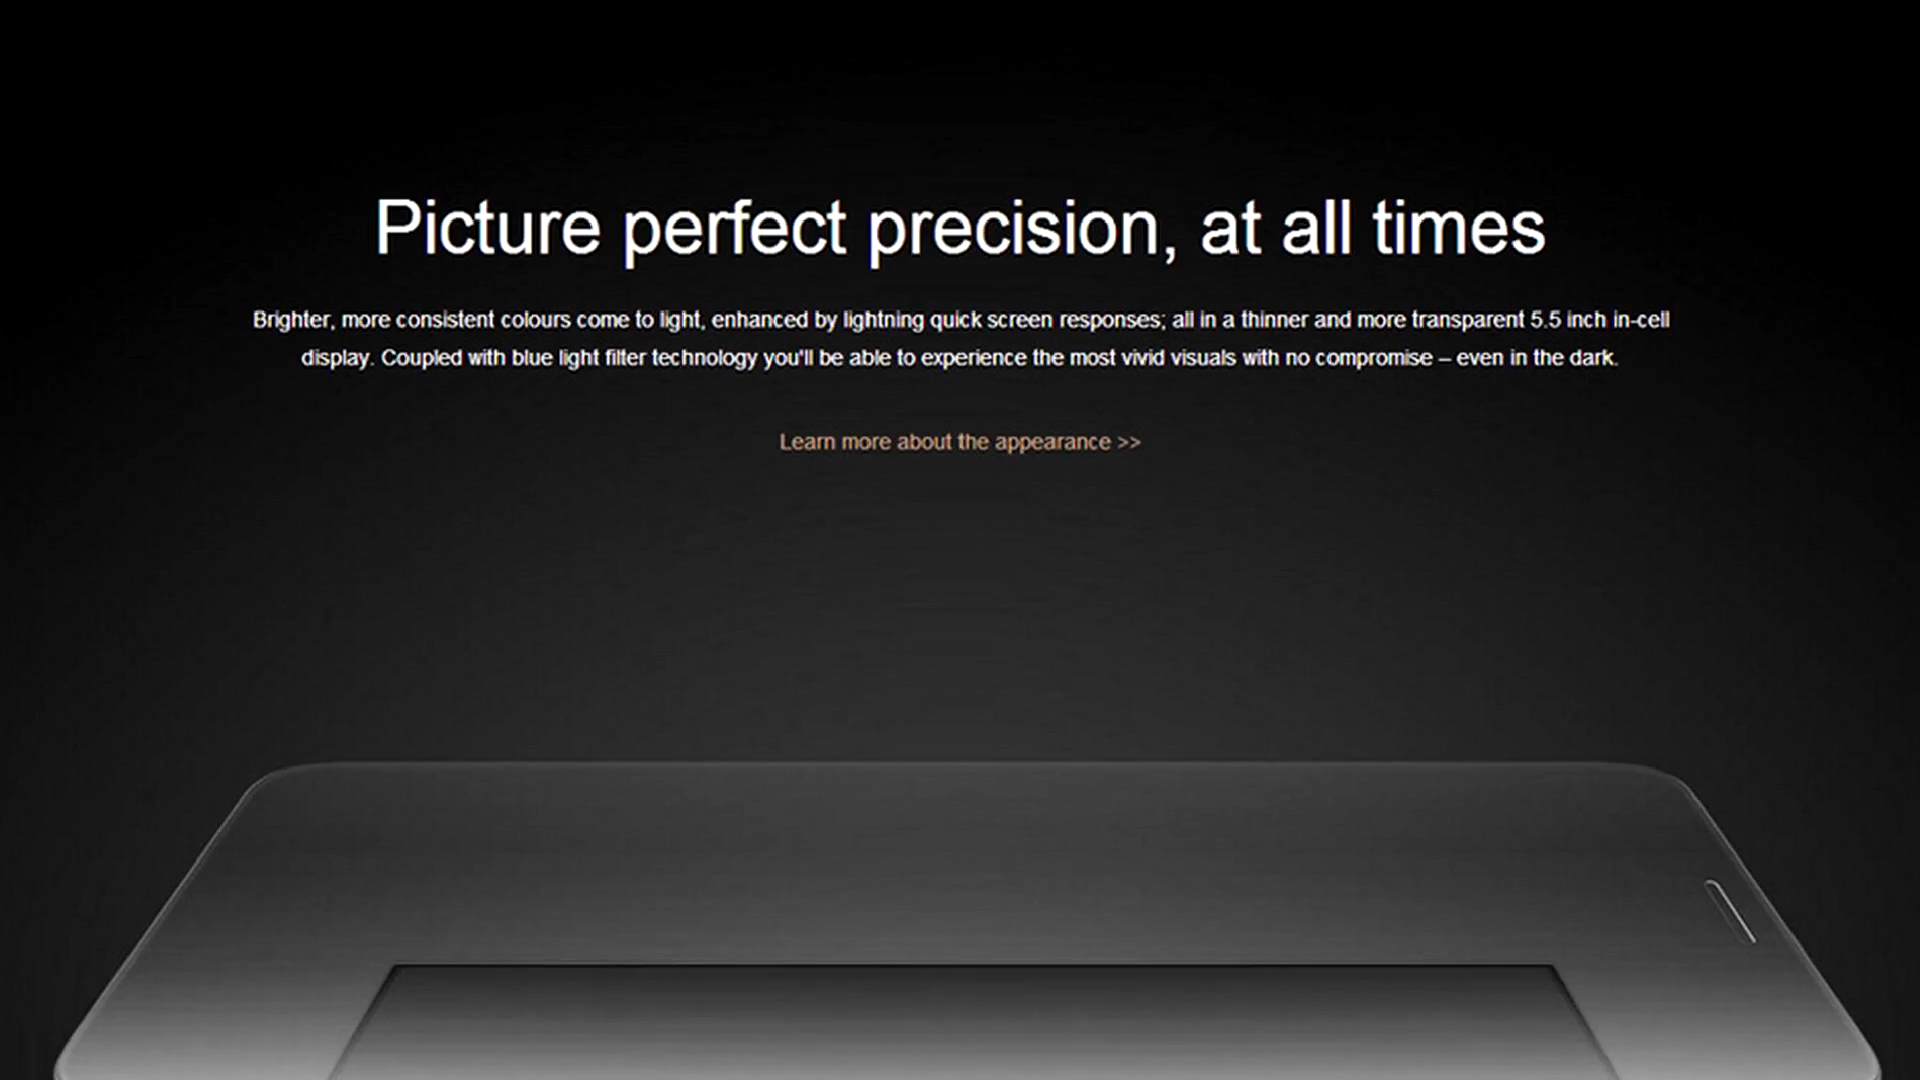 Picture perfect precision, at all times
Brighter, more consistent colours come to light, enhanced by lightning quick screen responses; all in a thinner and more transparent 5.5 inch in-cell
display. Coupled with blue light filter technology you'll be able to experience the most vivid visuals with no compromise – even in the dark.
Learn more about the appearance >>